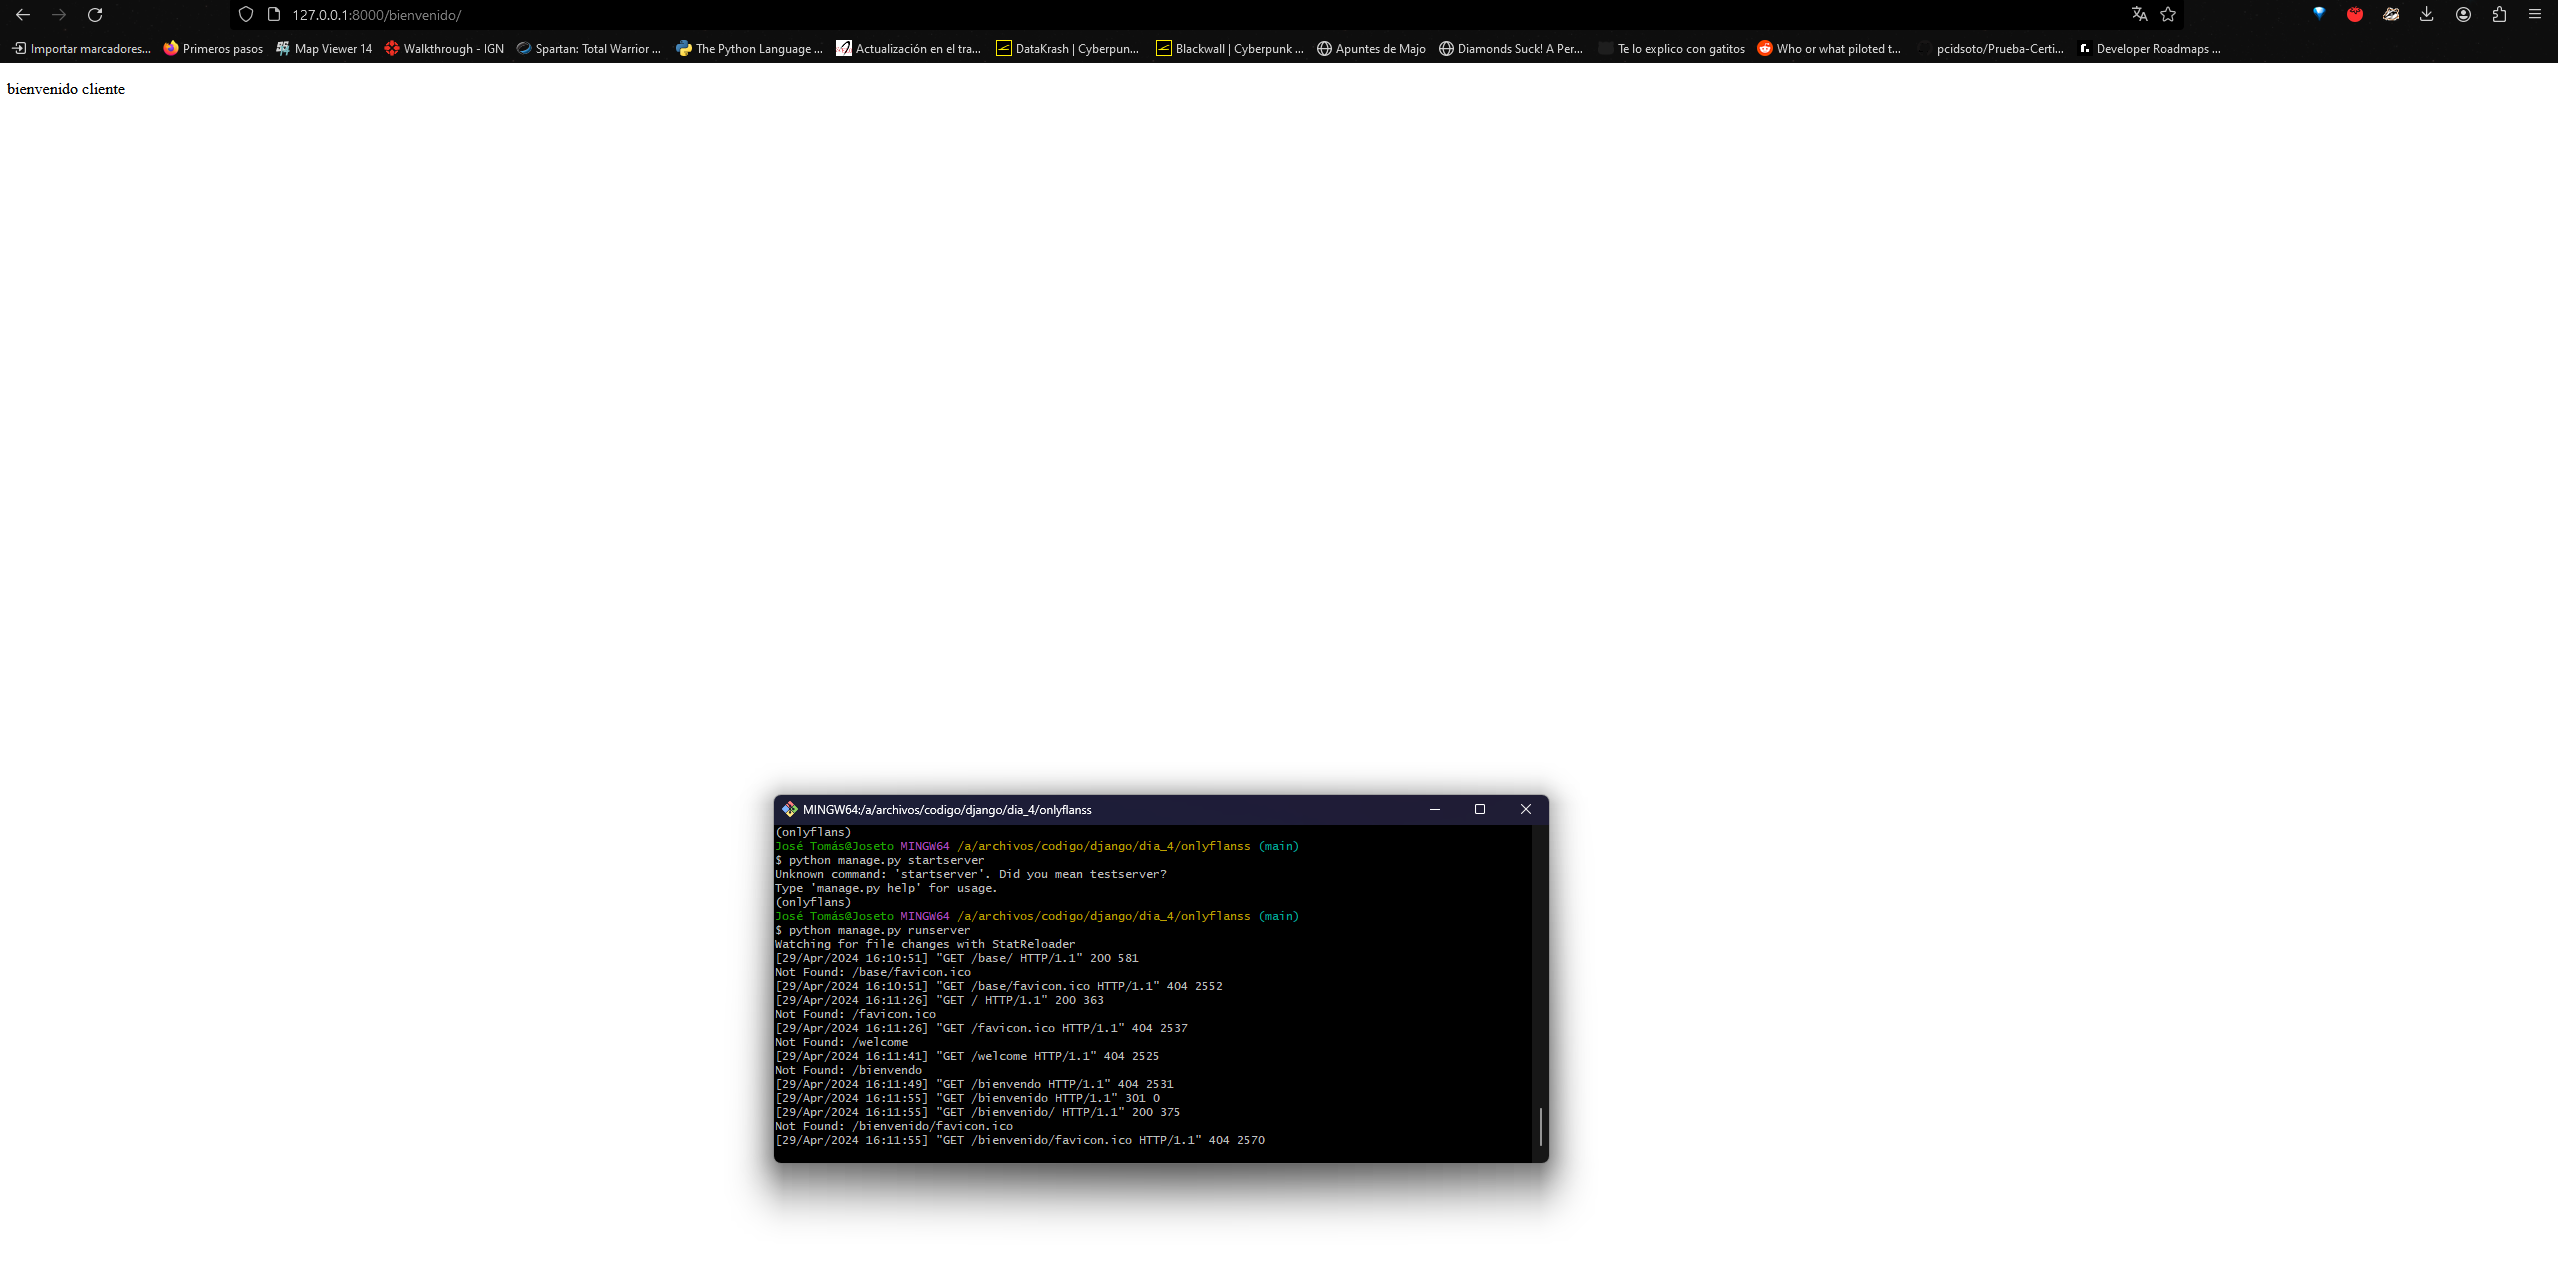 127.0.0.1:8000/bienvenido/
Importar marcadores... Primeros pasos Map Viewer 14 Walkthrough - IGN Spartan: Total Warrior ... The Python Language ... Actualización en el tra... DataKrash | Cyberpun... Blackwall | Cyberpunk ... Apuntes de Majo Diamonds Suck! A Per... Te lo explico con gatitos Who or what piloted t... pcidsoto/Prueba-Certi... Developer Roadmaps ...
bienvenido cliente
MINGW64:/a/archivos/codigo/django/dia_4/onlyflanss
(onlyflans)
José Tomás@Joseto MINGW64 /a/archivos/codigo/django/dia_4/onlyflanss (main)
$ python manage.py startserver
Unknown command: 'startserver'. Did you mean testserver?
Type 'manage.py help' for usage.
(onlyflans)
José Tomás@Joseto MINGW64 /a/archivos/codigo/django/dia_4/onlyflanss (main)
$ python manage.py runserver
Watching for file changes with StatReloader
[29/Apr/2024 16:10:51] "GET /base/ HTTP/1.1" 200 581
Not Found: /base/favicon.ico
[29/Apr/2024 16:10:51] "GET /base/favicon.ico HTTP/1.1" 404 2552
[29/Apr/2024 16:11:26] "GET / HTTP/1.1" 200 363
Not Found: /favicon.ico
[29/Apr/2024 16:11:26] "GET /favicon.ico HTTP/1.1" 404 2537
Not Found: /welcome
[29/Apr/2024 16:11:41] "GET /welcome HTTP/1.1" 404 2525
Not Found: /bienvendo
[29/Apr/2024 16:11:49] "GET /bienvendo HTTP/1.1" 404 2531
[29/Apr/2024 16:11:55] "GET /bienvenido HTTP/1.1" 301 0
[29/Apr/2024 16:11:55] "GET /bienvenido/ HTTP/1.1" 200 375
Not Found: /bienvenido/favicon.ico
[29/Apr/2024 16:11:55] "GET /bienvenido/favicon.ico HTTP/1.1" 404 2570